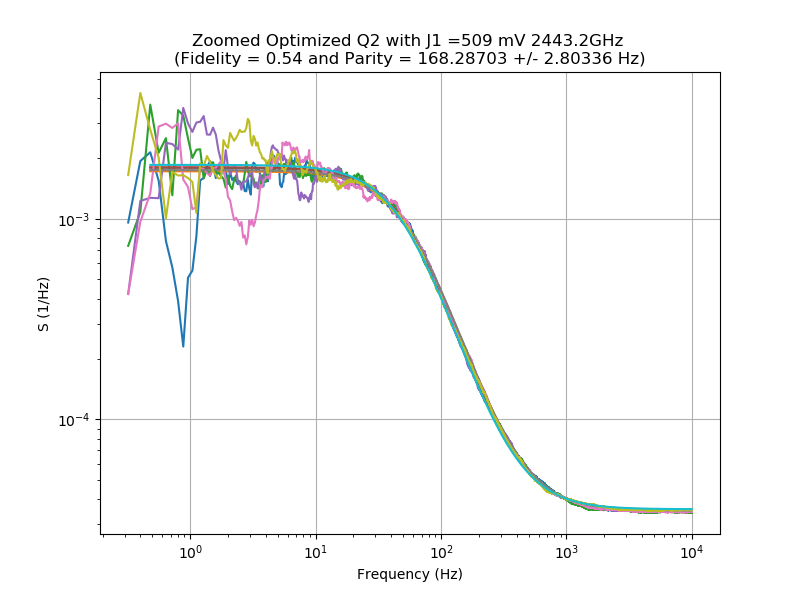 Zoomed Optimized Q2 with J1 =509 mV 2443.2GHz
(Fidelity = 0.54 and Parity = 168.28703 +/- 2.80336 Hz)
S (1/Hz)
10⁻³
10⁻⁴
10⁰ 10¹ 10² 10³ 10⁴
Frequency (Hz)